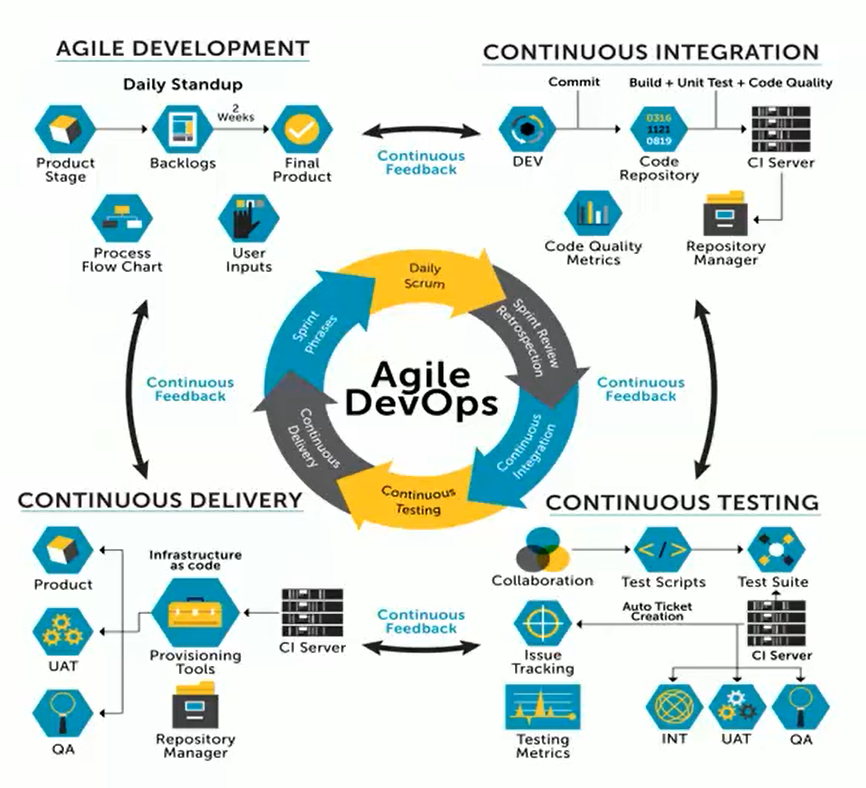 AGILE DEVELOPMENT
Daily Standup
2
Weeks
Product
Stage
Backlogs
Final
Product
Process
Flow Chart
User
Inputs
Continuous
Feedback
CONTINUOUS INTEGRATION
Commit
Build + Unit Test + Code Quality
DEV
0316
1121
0819
Code
Repository
CI Server
Code Quality
Metrics
Repository
Manager
Continuous
Feedback
Daily
Scrum
Sprint Review
Retrospection
Continuous
Integration
Continuous
Testing
Continuous
Delivery
Sprint
Phrases
Agile
DevOps
Continuous
Feedback
CONTINUOUS DELIVERY
Product
UAT
QA
Infrastructure
as code
Provisioning
Tools
CI Server
Repository
Manager
Continuous
Feedback
CONTINUOUS TESTING
Collaboration
</>
Test Scripts
Test Suite
Auto Ticket
Creation
Issue
Tracking
CI Server
Testing
Metrics
INT
UAT
QA